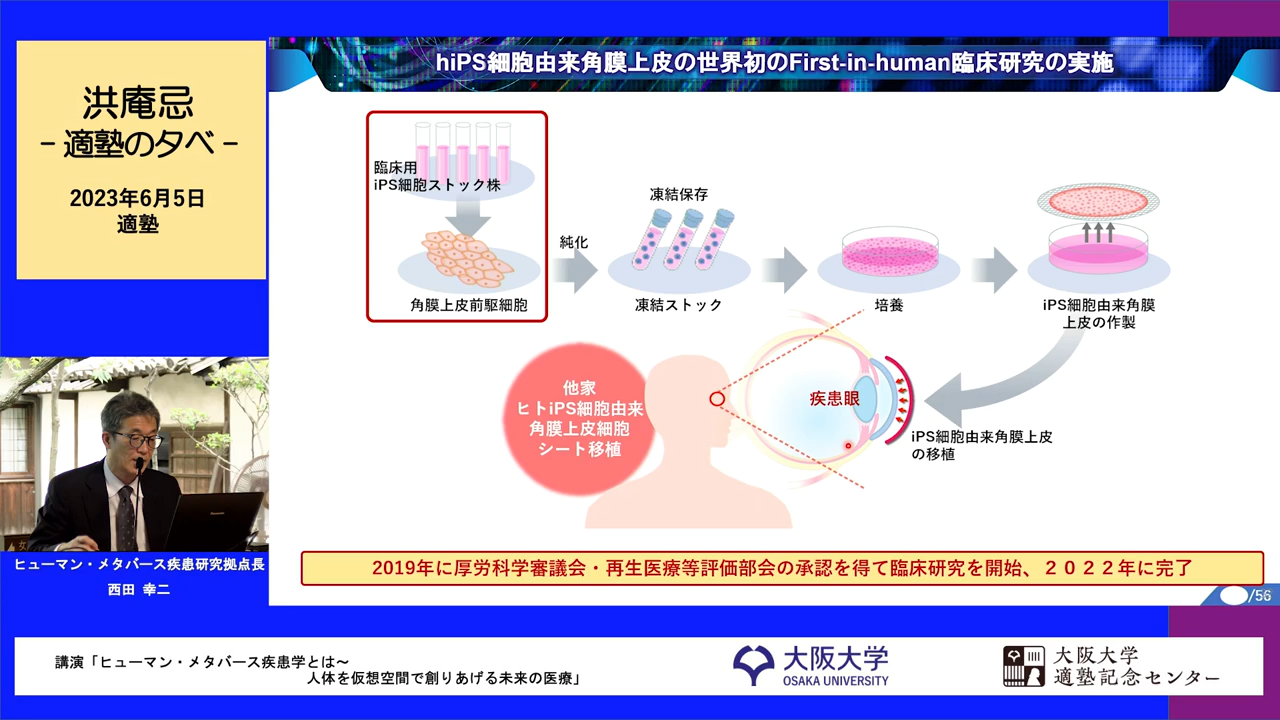 洪庵忌
- 適塾の夕べ -
2023年6月5日
適塾
hiPS細胞由来角膜上皮の世界初のFirst-in-human臨床研究の実施
臨床用
iPS細胞ストック株
角膜上皮前駆細胞
純化
凍結保存
凍結ストック
培養
iPS細胞由来角膜
上皮の作製
他家
ヒトiPS細胞由来
角膜上皮細胞
シート移植
疾患眼
iPS細胞由来角膜上皮
の移植
2019年に厚労科学審議会・再生医療等評価部会の承認を得て臨床研究を開始、２０２２年に完了
/56
Panasonic
ヒューマン・メタバース疾患研究拠点長
西田 幸二
講演「ヒューマン・メタバース疾患学とは〜
人体を仮想空間で創りあげる未来の医療」
大阪大学
OSAKA UNIVERSITY
大阪大学
適塾記念センター